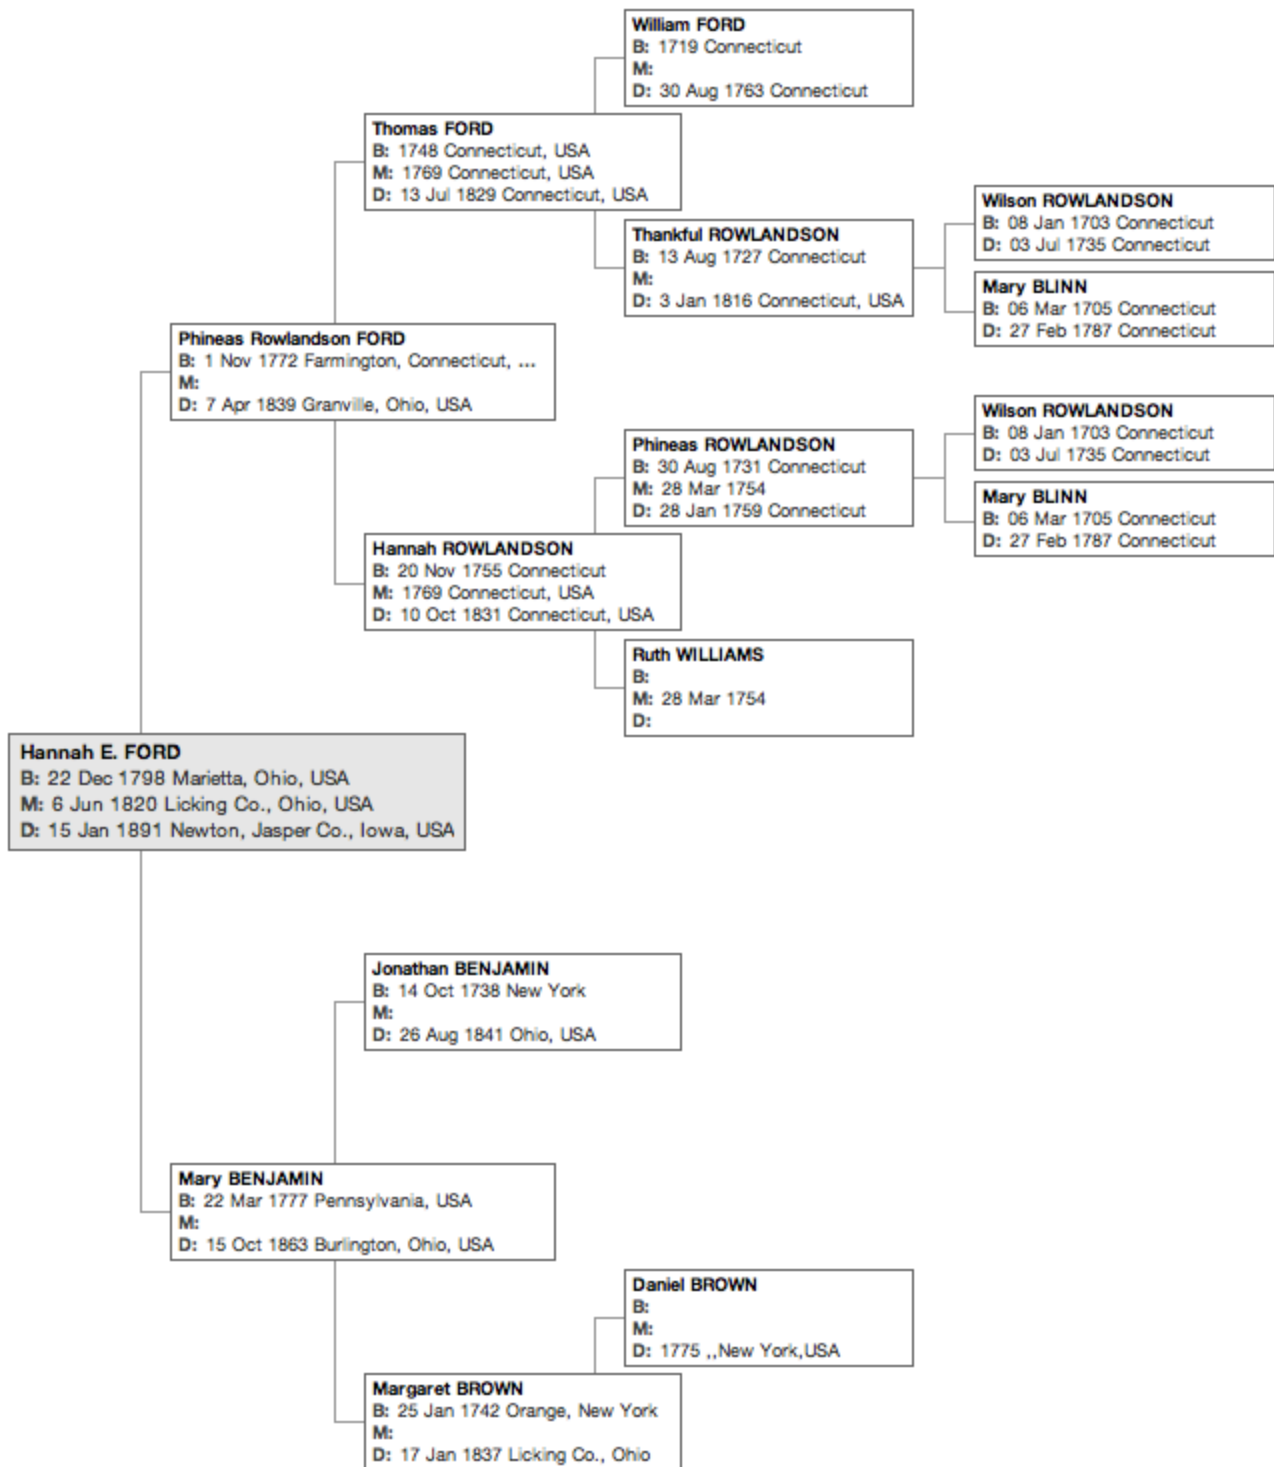 William FORD
B: 1719 Connecticut
M:
D: 30 Aug 1763 Connecticut
Thomas FORD
B: 1748 Connecticut, USA
M: 1769 Connecticut, USA
D: 13 Jul 1829 Connecticut, USA
Wilson ROWLANDSON
B: 08 Jan 1703 Connecticut
D: 03 Jul 1735 Connecticut
Thankful ROWLANDSON
B: 13 Aug 1727 Connecticut
M:
D: 3 Jan 1816 Connecticut, USA
Mary BLINN
B: 06 Mar 1705 Connecticut
D: 27 Feb 1787 Connecticut
Phineas Rowlandson FORD
B: 1 Nov 1772 Farmington, Connecticut, ...
M:
D: 7 Apr 1839 Granville, Ohio, USA
Wilson ROWLANDSON
B: 08 Jan 1703 Connecticut
D: 03 Jul 1735 Connecticut
Phineas ROWLANDSON
B: 30 Aug 1731 Connecticut
M: 28 Mar 1754
D: 28 Jan 1759 Connecticut
Mary BLINN
B: 06 Mar 1705 Connecticut
D: 27 Feb 1787 Connecticut
Hannah ROWLANDSON
B: 20 Nov 1755 Connecticut
M: 1769 Connecticut, USA
D: 10 Oct 1831 Connecticut, USA
Ruth WILLIAMS
B:
M: 28 Mar 1754
D:
Hannah E. FORD
B: 22 Dec 1798 Marietta, Ohio, USA
M: 6 Jun 1820 Licking Co., Ohio, USA
D: 15 Jan 1891 Newton, Jasper Co., Iowa, USA
Jonathan BENJAMIN
B: 14 Oct 1738 New York
M:
D: 26 Aug 1841 Ohio, USA
Mary BENJAMIN
B: 22 Mar 1777 Pennsylvania, USA
M:
D: 15 Oct 1863 Burlington, Ohio, USA
Daniel BROWN
B:
M:
D: 1775 ,,New York,USA
Margaret BROWN
B: 25 Jan 1742 Orange, New York
M:
D: 17 Jan 1837 Licking Co., Ohio